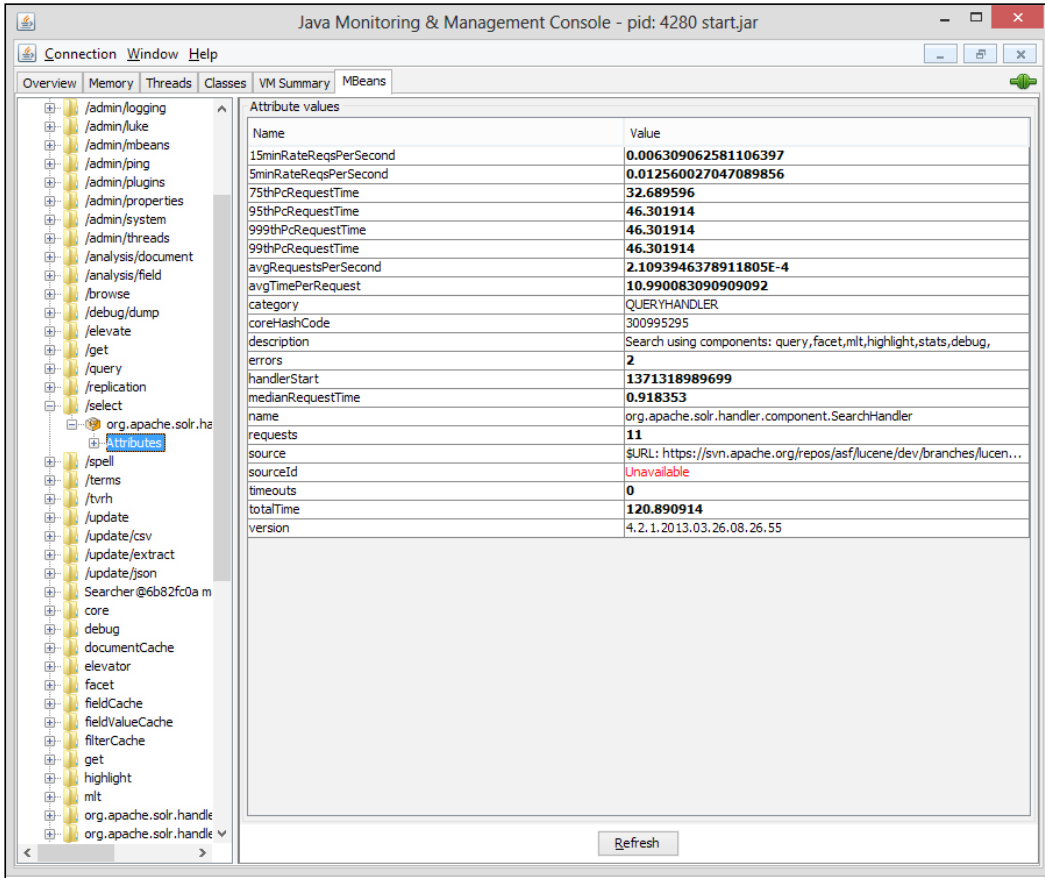 Java Monitoring & Management Console - pid: 4280 start.jar
Connection Window Help
Overview Memory Threads Classes VM Summary MBeans
/admin/logging
/admin/luke
/admin/mbeans
/admin/ping
/admin/plugins
/admin/properties
/admin/system
/admin/threads
/analysis/document
/analysis/field
/browse
/debug/dump
/elevate
/get
/query
/replication
/select
org.apache.solr.ha
Attributes
/spell
/terms
/tvrh
/update
/update/csv
/update/extract
/update/json
Searcher@6b82fc0a m
core
debug
documentCache
elevator
facet
fieldCache
fieldValueCache
filterCache
get
highlight
mlt
org.apache.solr.handle
org.apache.solr.handle
Attribute values
Name Value
15minRateReqsPerSecond 0.006309062581106397
5minRateReqsPerSecond 0.012560027047089856
75thPcRequestTime 32.689596
95thPcRequestTime 46.301914
999thPcRequestTime 46.301914
99thPcRequestTime 46.301914
avgRequestsPerSecond 2.1093946378911805E-4
avgTimePerRequest 10.990083090909092
category QUERYHANDLER
coreHashCode 300995295
description Search using components: query,facet,mlt,highlight,stats,debug,
errors 2
handlerStart 1371318989699
medianRequestTime 0.918353
name org.apache.solr.handler.component.SearchHandler
requests 11
source $URL: https://svn.apache.org/repos/asf/lucene/dev/branches/lucen...
sourceId Unavailable
timeouts 0
totalTime 120.890914
version 4.2.1.2013.03.26.08.26.55
Refresh